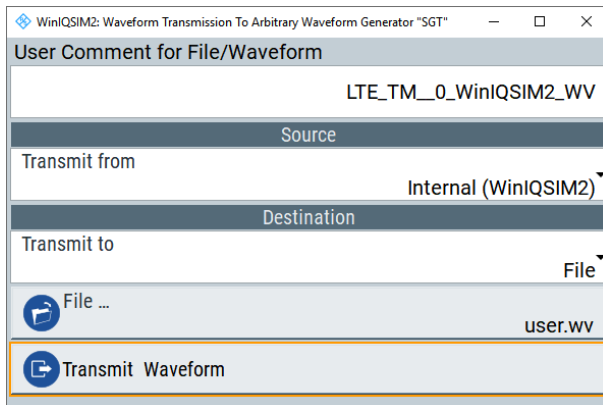 WinIQSIM2: Waveform Transmission To Arbitrary Waveform Generator "SGT"
User Comment for File/Waveform
LTE_TM__0_WinIQSIM2_WV
Source
Transmit from
Internal (WinIQSIM2)
Destination
Transmit to
File
File ...
user.wv
Transmit Waveform